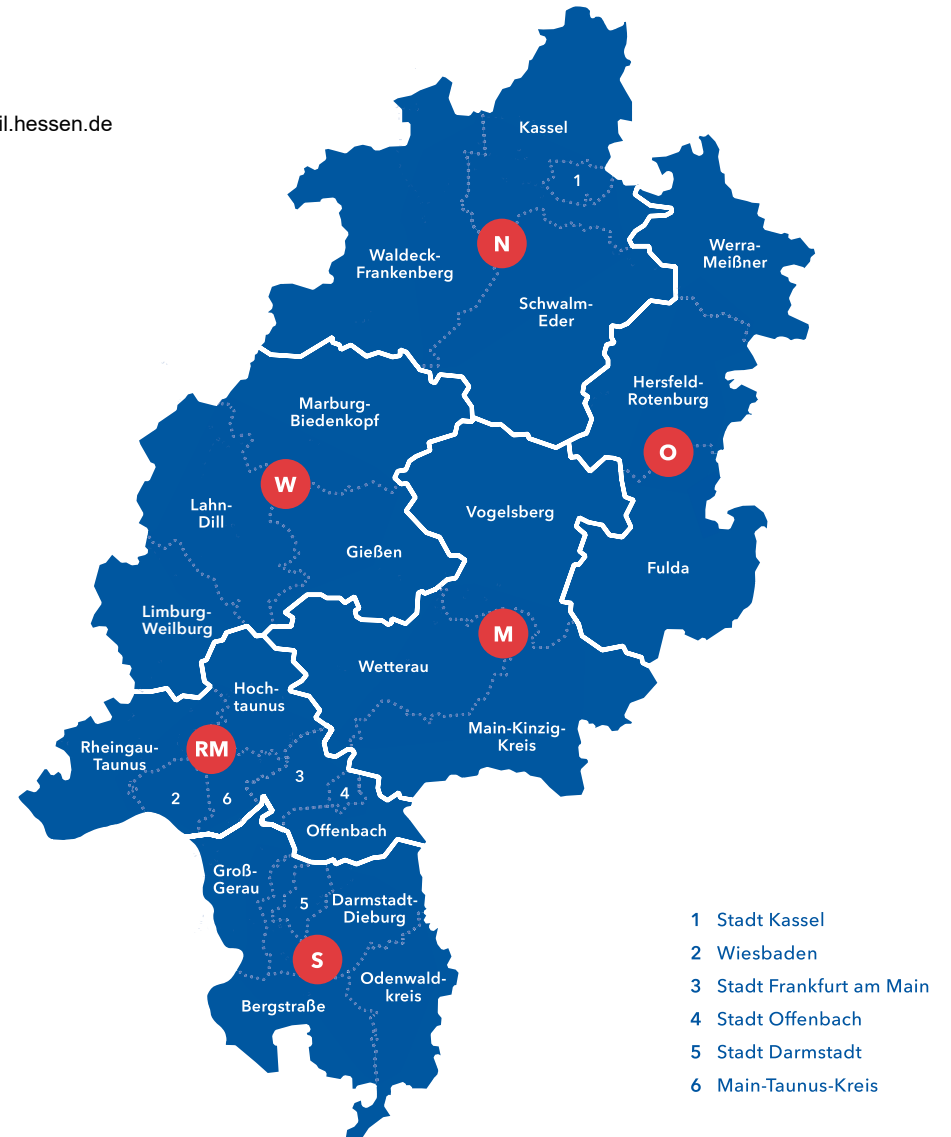 il.hessen.de
Kassel
1
N
Waldeck-
Frankenberg
Werra-
Meißner
Schwalm-
Eder
Hersfeld-
Rotenburg
Marburg-
Biedenkopf
O
W
Lahn-
Dill
Vogelsberg
Gießen
Fulda
Limburg-
Weilburg
M
Wetterau
Hoch-
taunus
Main-Kinzig-
Kreis
Rheingau-
Taunus
RM
3
2
6
4
Offenbach
Groß-
Gerau
5
Darmstadt-
Dieburg
S
Odenwald-
kreis
Bergstraße
1 Stadt Kassel
2 Wiesbaden
3 Stadt Frankfurt am Main
4 Stadt Offenbach
5 Stadt Darmstadt
6 Main-Taunus-Kreis